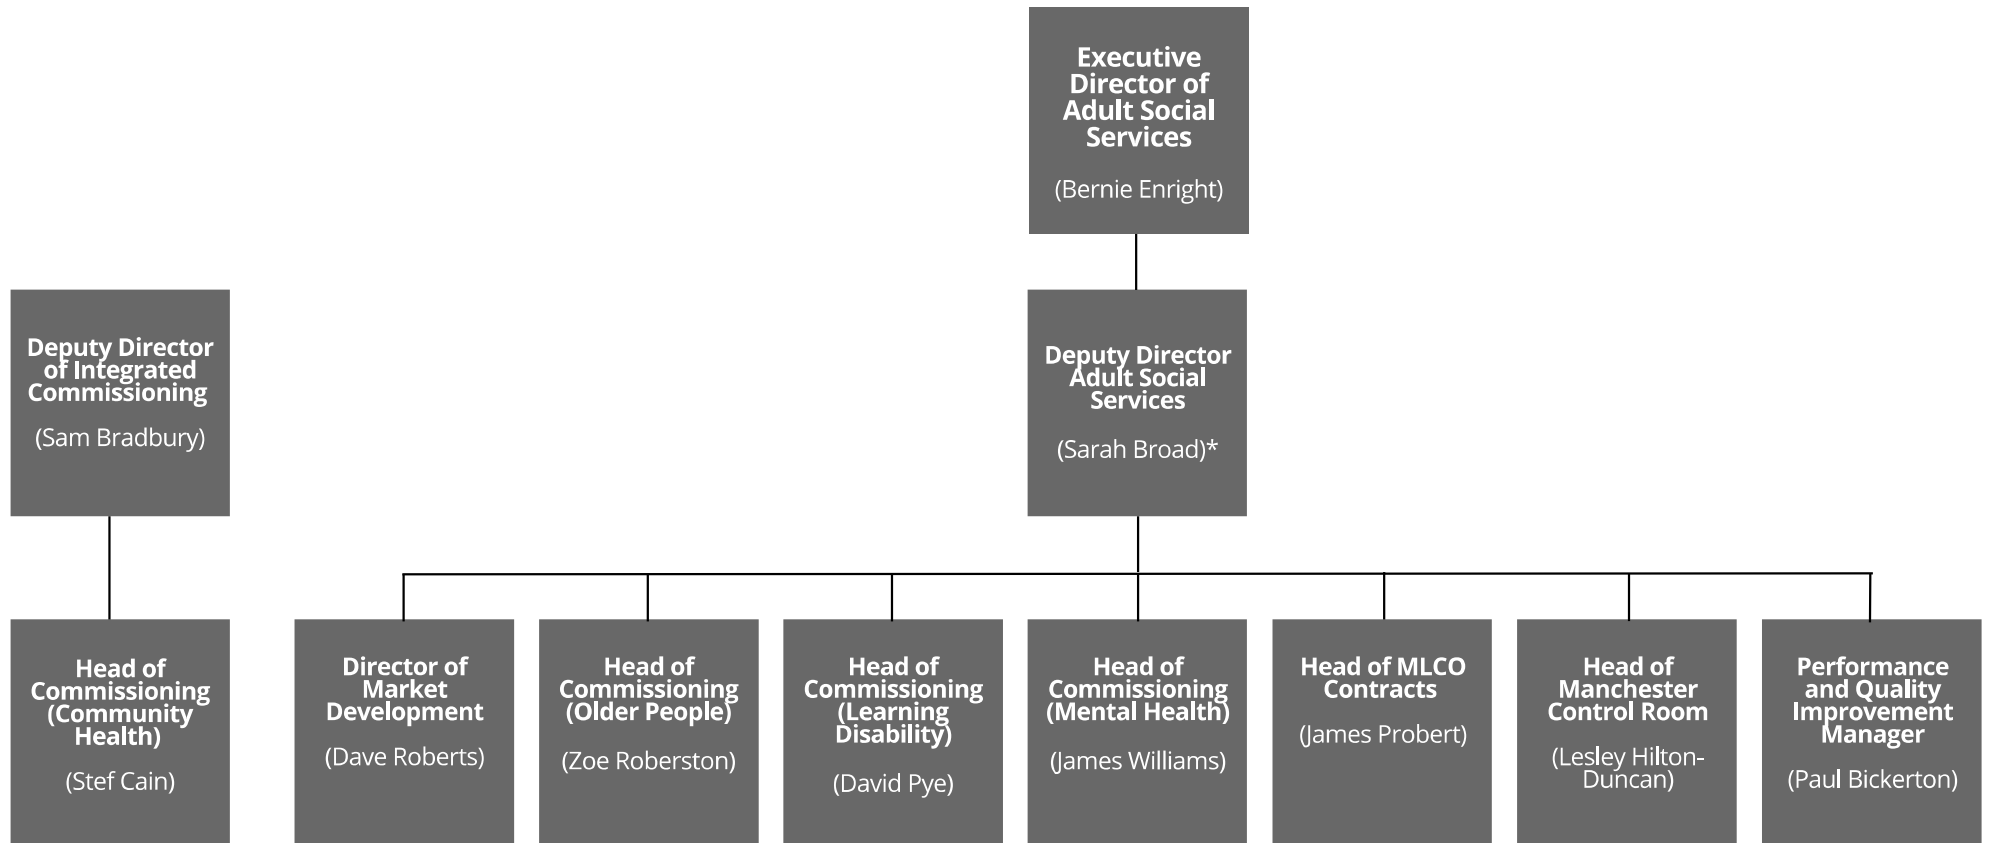 Executive
Director of
Adult Social
Services
(Bernie Enright)
Deputy Director
of Integrated
Commissioning
(Sam Bradbury)
Deputy Director
Adult Social
Services
(Sarah Broad)*
Head of
Commissioning
(Community
Health)
(Stef Cain)
Director of
Market
Development
(Dave Roberts)
Head of
Commissioning
(Older People)
(Zoe Roberston)
Head of
Commissioning
(Learning
Disability)
(David Pye)
Head of
Commissioning
(Mental Health)
(James Williams)
Head of MLCO
Contracts
(James Probert)
Head of
Manchester
Control Room
(Lesley Hilton-
Duncan)
Performance
and Quality
Improvement
Manager
(Paul Bickerton)